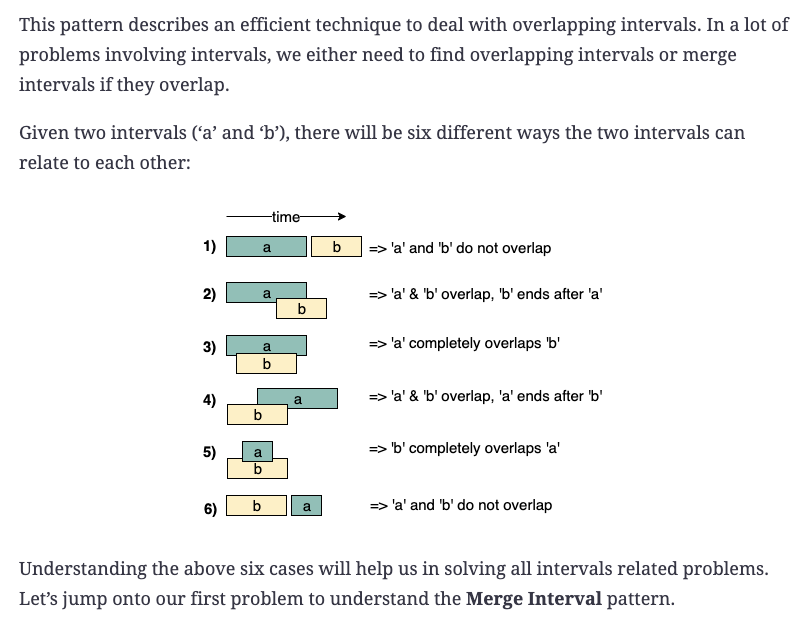 This pattern describes an efficient technique to deal with overlapping intervals. In a lot of
problems involving intervals, we either need to find overlapping intervals or merge
intervals if they overlap.
Given two intervals (‘a’ and ‘b’), there will be six different ways the two intervals can
relate to each other:
time
1) a b => 'a' and 'b' do not overlap
2) a => 'a' & 'b' overlap, 'b' ends after 'a'
b
3) a => 'a' completely overlaps 'b'
b
4) a => 'a' & 'b' overlap, 'a' ends after 'b'
b
5) a => 'b' completely overlaps 'a'
b
6) b a => 'a' and 'b' do not overlap
Understanding the above six cases will help us in solving all intervals related problems.
Let’s jump onto our first problem to understand the Merge Interval pattern.